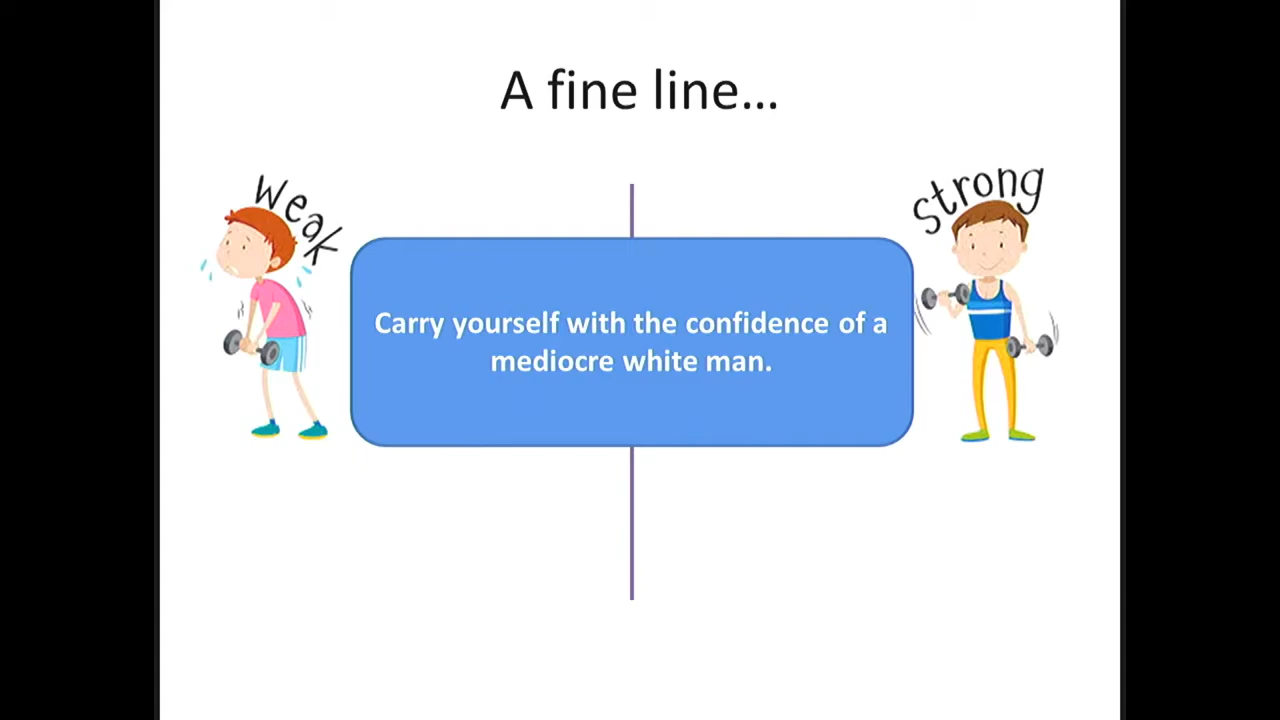 A fine line…
Weak
Strong
Carry yourself with the confidence of a
mediocre white man.